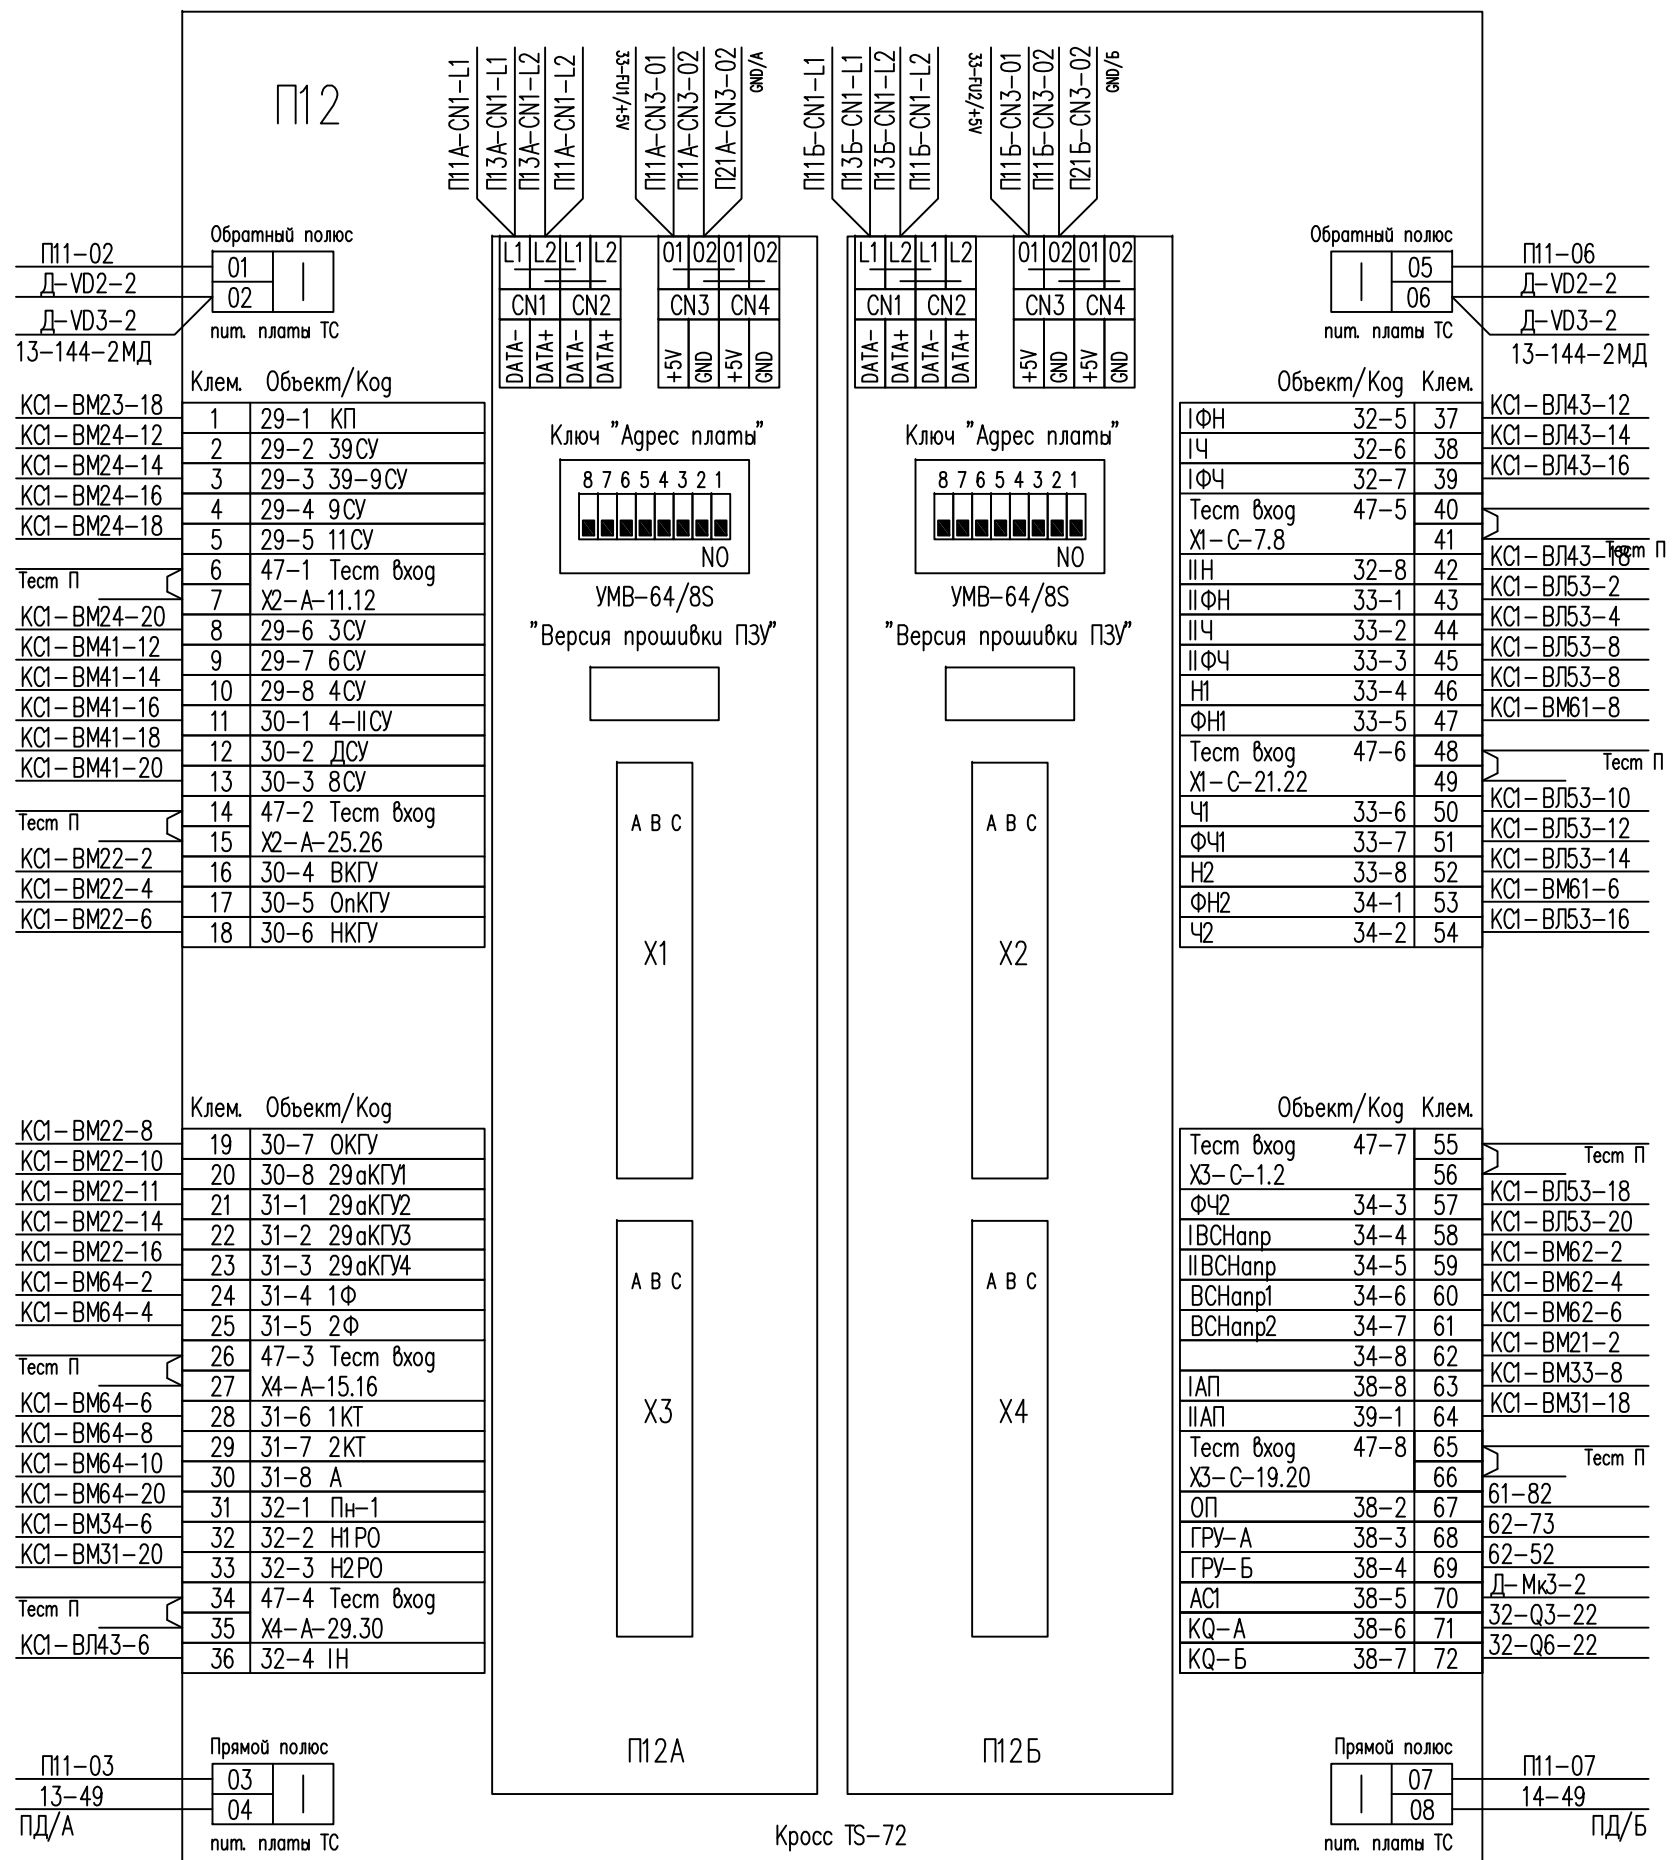 П12
П11А-CN1-L1
П13А-CN1-L1
П13А-CN1-L2
П11А-CN1-L2
33-FU1/+5V
П11А-CN3-01
П11А-CN3-02
П21А-CN3-02
GND/А
П11Б-CN1-L1
П13Б-CN1-L1
П13Б-CN1-L2
П11Б-CN1-L2
33-FU2/+5V
П11Б-CN3-01
П11Б-CN3-02
П21Б-CN3-02
GND/Б
Обратный полюс
П11-02 01
Д-VD2-2 02
Д-VD3-2
13-144-2МД
пит. платы ТС
L1 L2 L1 L2 01 02 01 02
CN1 CN2 CN3 CN4
DATA- DATA+ DATA- DATA+ +5V GND +5V GND
L1 L2 L1 L2 01 02 01 02
CN1 CN2 CN3 CN4
DATA- DATA+ DATA- DATA+ +5V GND +5V GND
Обратный полюс
05 П11-06
06 Д-VD2-2
Д-VD3-2
13-144-2МД
пит. платы ТС
Клем. Объект/Код
КС1-ВМ23-18 1 29-1 КП
КС1-ВМ24-12 2 29-2 39СУ
КС1-ВМ24-14 3 29-3 39-9СУ
КС1-ВМ24-16 4 29-4 9СУ
КС1-ВМ24-18 5 29-5 11СУ
Тест П 6 47-1 Тест вход
7 Х2-А-11.12
КС1-ВМ24-20 8 29-6 3СУ
КС1-ВМ41-12 9 29-7 6СУ
КС1-ВМ41-14 10 29-8 4СУ
КС1-ВМ41-16 11 30-1 4-IIСУ
КС1-ВМ41-18 12 30-2 ДСУ
КС1-ВМ41-20 13 30-3 8СУ
Тест П 14 47-2 Тест вход
15 Х2-А-25.26
КС1-ВМ22-2 16 30-4 ВКГУ
КС1-ВМ22-4 17 30-5 ОпКГУ
КС1-ВМ22-6 18 30-6 НКГУ
Клем. Объект/Код
КС1-ВМ22-8 19 30-7 ОКГУ
КС1-ВМ22-10 20 30-8 29аКГУ1
КС1-ВМ22-11 21 31-1 29аКГУ2
КС1-ВМ22-14 22 31-2 29аКГУ3
КС1-ВМ22-16 23 31-3 29аКГУ4
КС1-ВМ64-2 24 31-4 1Ф
КС1-ВМ64-4 25 31-5 2Ф
Тест П 26 47-3 Тест вход
27 Х4-А-15.16
КС1-ВМ64-6 28 31-6 1КТ
КС1-ВМ64-8 29 31-7 2КТ
КС1-ВМ64-10 30 31-8 А
КС1-ВМ64-20 31 32-1 Пн-1
КС1-ВМ34-6 32 32-2 Н1РО
КС1-ВМ31-20 33 32-3 Н2РО
Тест П 34 47-4 Тест вход
35 Х4-А-29.30
КС1-ВЛ43-6 36 32-4 IН
Прямой полюс
П11-03 03
13-49 04
ПД/А
пит. платы ТС
Ключ "Адрес платы"
8 7 6 5 4 3 2 1
NO
УМВ-64/8S
"Версия прошивки ПЗУ"
А В С
Х1
А В С
Х3
П12А
Ключ "Адрес платы"
8 7 6 5 4 3 2 1
NO
УМВ-64/8S
"Версия прошивки ПЗУ"
А В С
Х2
А В С
Х4
П12Б
Кросс TS-72
Объект/Код Клем.
IФН 32-5 37 КС1-ВЛ43-12
IЧ 32-6 38 КС1-ВЛ43-14
IФЧ 32-7 39 КС1-ВЛ43-16
Тест вход 47-5 40
Х1-С-7.8 41 Тест П
IIН 32-8 42 КС1-ВЛ43-18
IIФН 33-1 43 КС1-ВЛ53-2
IIЧ 33-2 44 КС1-ВЛ53-4
IIФЧ 33-3 45 КС1-ВЛ53-8
Н1 33-4 46 КС1-ВЛ53-8
ФН1 33-5 47 КС1-ВМ61-8
Тест вход 47-6 48 Тест П
Х1-С-21.22 49
Ч1 33-6 50 КС1-ВЛ53-10
ФЧ1 33-7 51 КС1-ВЛ53-12
Н2 33-8 52 КС1-ВЛ53-14
ФН2 34-1 53 КС1-ВМ61-6
Ч2 34-2 54 КС1-ВЛ53-16
Объект/Код Клем.
Тест вход 47-7 55 Тест П
Х3-С-1.2 56
ФЧ2 34-3 57 КС1-ВЛ53-18
IВСНапр 34-4 58 КС1-ВЛ53-20
IIВСНапр 34-5 59 КС1-ВМ62-2
ВСНапр1 34-6 60 КС1-ВМ62-4
ВСНапр2 34-7 61 КС1-ВМ62-6
34-8 62 КС1-ВМ21-2
IАП 38-8 63 КС1-ВМ33-8
IIАП 39-1 64 КС1-ВМ31-18
Тест вход 47-8 65 Тест П
Х3-С-19.20 66
ОП 38-2 67 61-82
ГРУ-А 38-3 68 62-73
ГРУ-Б 38-4 69 62-52
АС1 38-5 70 Д-Мк3-2
KQ-А 38-6 71 32-Q3-22
KQ-Б 38-7 72 32-Q6-22
Прямой полюс
07 П11-07
08 14-49
ПД/Б
пит. платы ТС